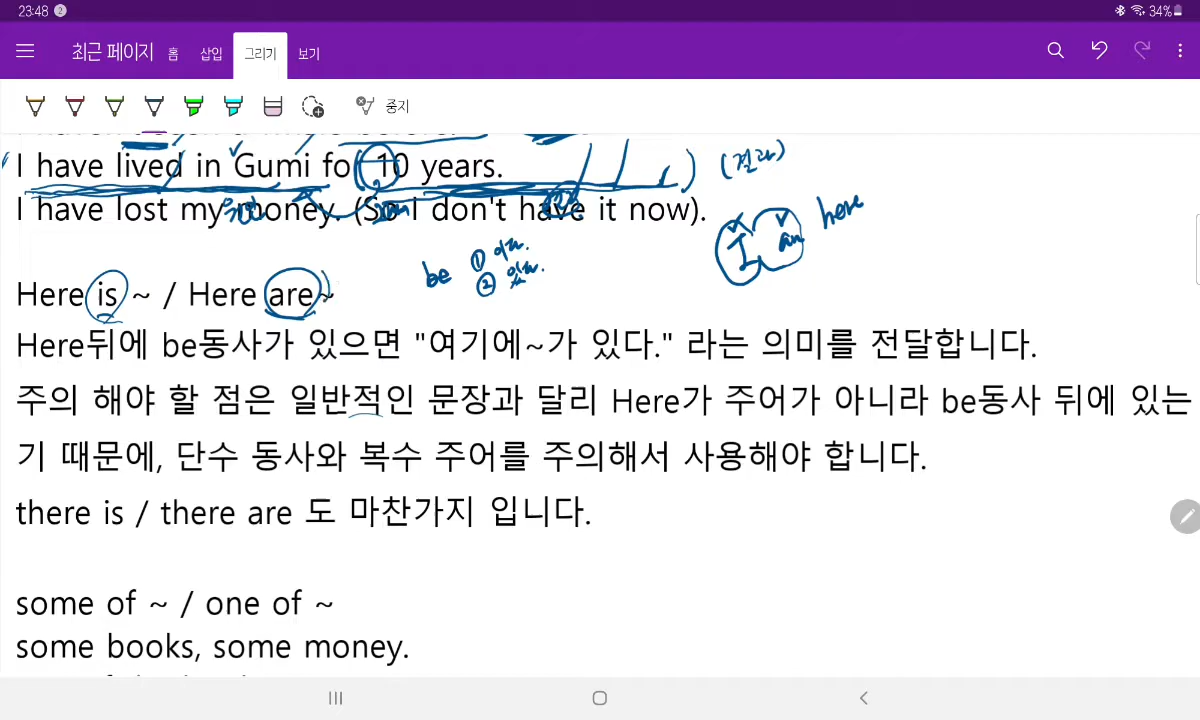 23:48 2 34%
최근 페이지 홈 삽입 그리기 보기
중지
I have lived in Gumi for 10 years. (결과)
I have lost my money. (So I don't have it now).
I am here
be ① 이다.
② 있다.
Here is ~ / Here are~
Here뒤에 be동사가 있으면 "여기에~가 있다." 라는 의미를 전달합니다.
주의 해야 할 점은 일반적인 문장과 달리 Here가 주어가 아니라 be동사 뒤에 있는
기 때문에, 단수 동사와 복수 주어를 주의해서 사용해야 합니다.
there is / there are 도 마찬가지 입니다.
some of ~ / one of ~
some books, some money.